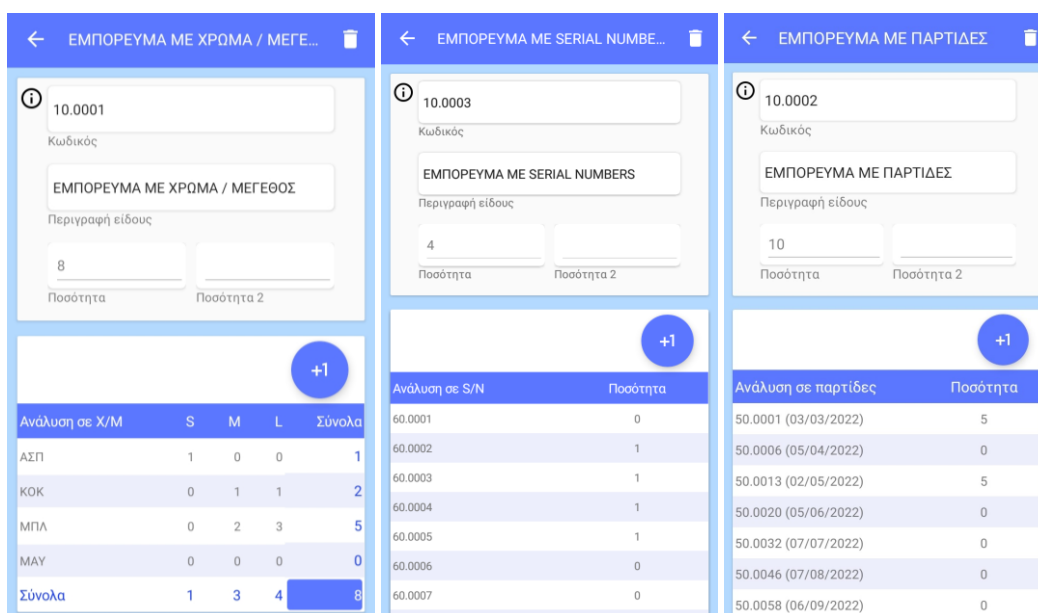 ΕΜΠΟΡΕΥΜΑ ΜΕ ΧΡΩΜΑ / ΜΕΓΕ...
10.0001
Κωδικός
ΕΜΠΟΡΕΥΜΑ ΜΕ ΧΡΩΜΑ / ΜΕΓΕΘΟΣ
Περιγραφή είδους
8
Ποσότητα Ποσότητα 2
+1
Ανάλυση σε Χ/Μ S M L Σύνολα
ΑΣΠ 1 0 0 1
ΚΟΚ 0 1 1 2
ΜΠΛ 0 2 3 5
ΜΑΥ 0 0 0 0
Σύνολα 1 3 4 8
ΕΜΠΟΡΕΥΜΑ ΜΕ SERIAL NUMBE...
10.0003
Κωδικός
ΕΜΠΟΡΕΥΜΑ ΜΕ SERIAL NUMBERS
Περιγραφή είδους
4
Ποσότητα Ποσότητα 2
+1
Ανάλυση σε S/N Ποσότητα
60.0001 0
60.0002 1
60.0003 1
60.0004 1
60.0005 1
60.0006 0
60.0007 0
ΕΜΠΟΡΕΥΜΑ ΜΕ ΠΑΡΤΙΔΕΣ
10.0002
Κωδικός
ΕΜΠΟΡΕΥΜΑ ΜΕ ΠΑΡΤΙΔΕΣ
Περιγραφή είδους
10
Ποσότητα Ποσότητα 2
+1
Ανάλυση σε παρτίδες Ποσότητα
50.0001 (03/03/2022) 5
50.0006 (05/04/2022) 0
50.0013 (02/05/2022) 5
50.0020 (05/06/2022) 0
50.0032 (07/07/2022) 0
50.0046 (07/08/2022) 0
50.0058 (06/09/2022) 0